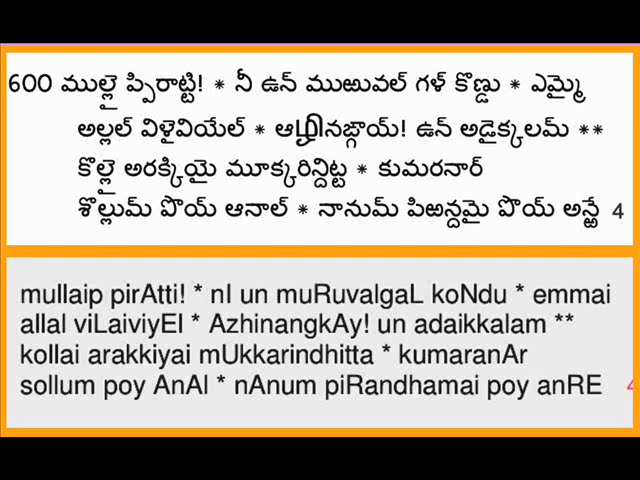 600 ముల్లై ప్పిరాట్టి! * నీ ఉన్ ముఱువల్ గళ్ కొణ్డు * ఎమ్మై
అల్లల్ విళైవియేల్ * ఆழிనఙ్గాయ్! ఉన్ అడైక్కలమ్ **
కొల్లై అరక్కియై మూక్కరిన్దిట్ట * కుమరనార్
శొల్లుమ్ పొయ్ ఆనాల్ * నానుమ్ పిఱన్దమై పొయ్ అన్ఱే 4
mullaip pirAtti! * nI un muRuvalgaL koNdu * emmai
allal viLaiviyEl * AzhinangkAy! un adaikkalam **
kollai arakkiyai mUkkarindhitta * kumaranAr
sollum poy AnAl * nAnum piRandhamai poy anRE 4